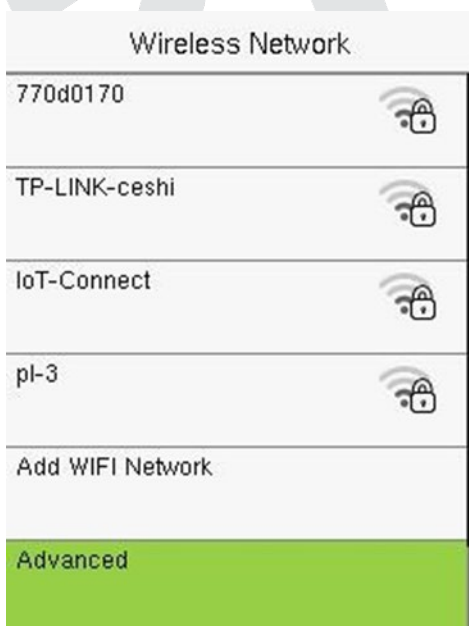 Wireless Network
770d0170
TP-LINK-ceshi
IoT-Connect
pl-3
Add WIFI Network
Advanced